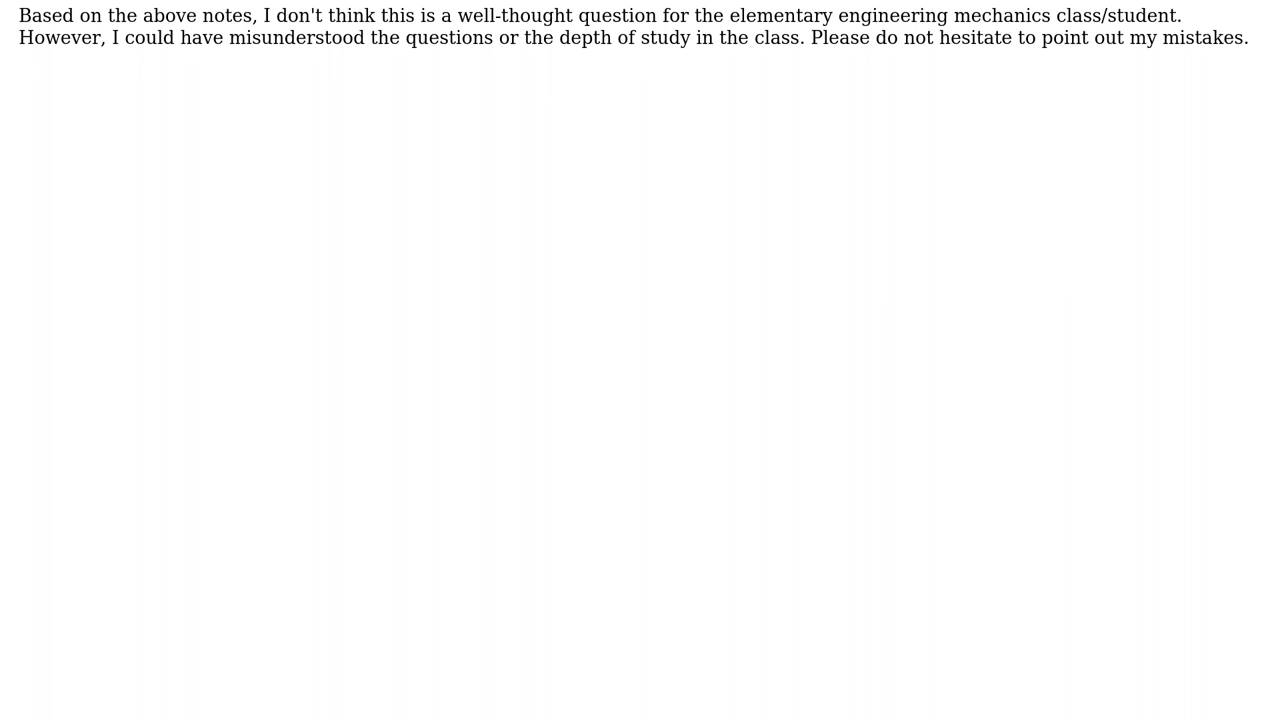 Based on the above notes, I don't think this is a well-thought question for the elementary engineering mechanics class/student.
However, I could have misunderstood the questions or the depth of study in the class. Please do not hesitate to point out my mistakes.